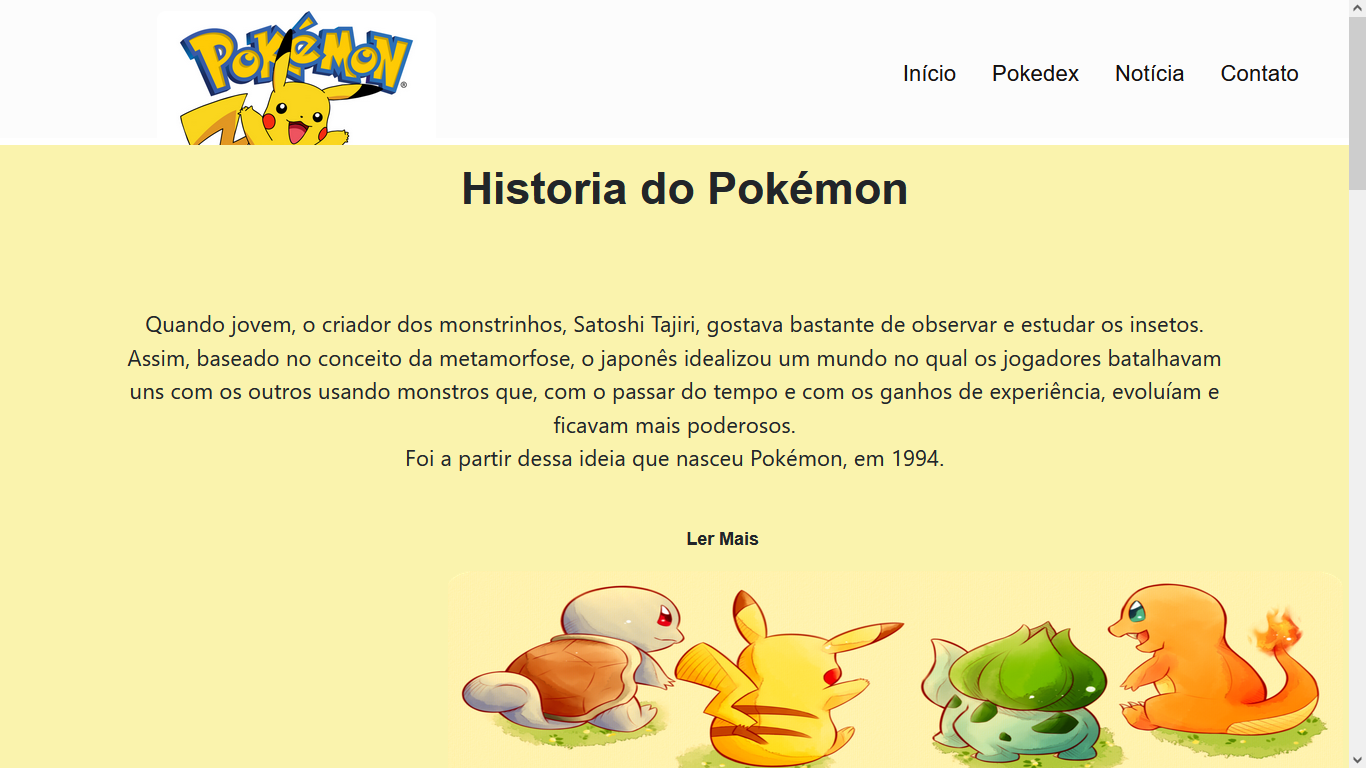 POKéMON®
Início Pokedex Notícia Contato
Historia do Pokémon
Quando jovem, o criador dos monstrinhos, Satoshi Tajiri, gostava bastante de observar e estudar os insetos.
Assim, baseado no conceito da metamorfose, o japonês idealizou um mundo no qual os jogadores batalhavam
uns com os outros usando monstros que, com o passar do tempo e com os ganhos de experiência, evoluíam e
ficavam mais poderosos.
Foi a partir dessa ideia que nasceu Pokémon, em 1994.
Ler Mais